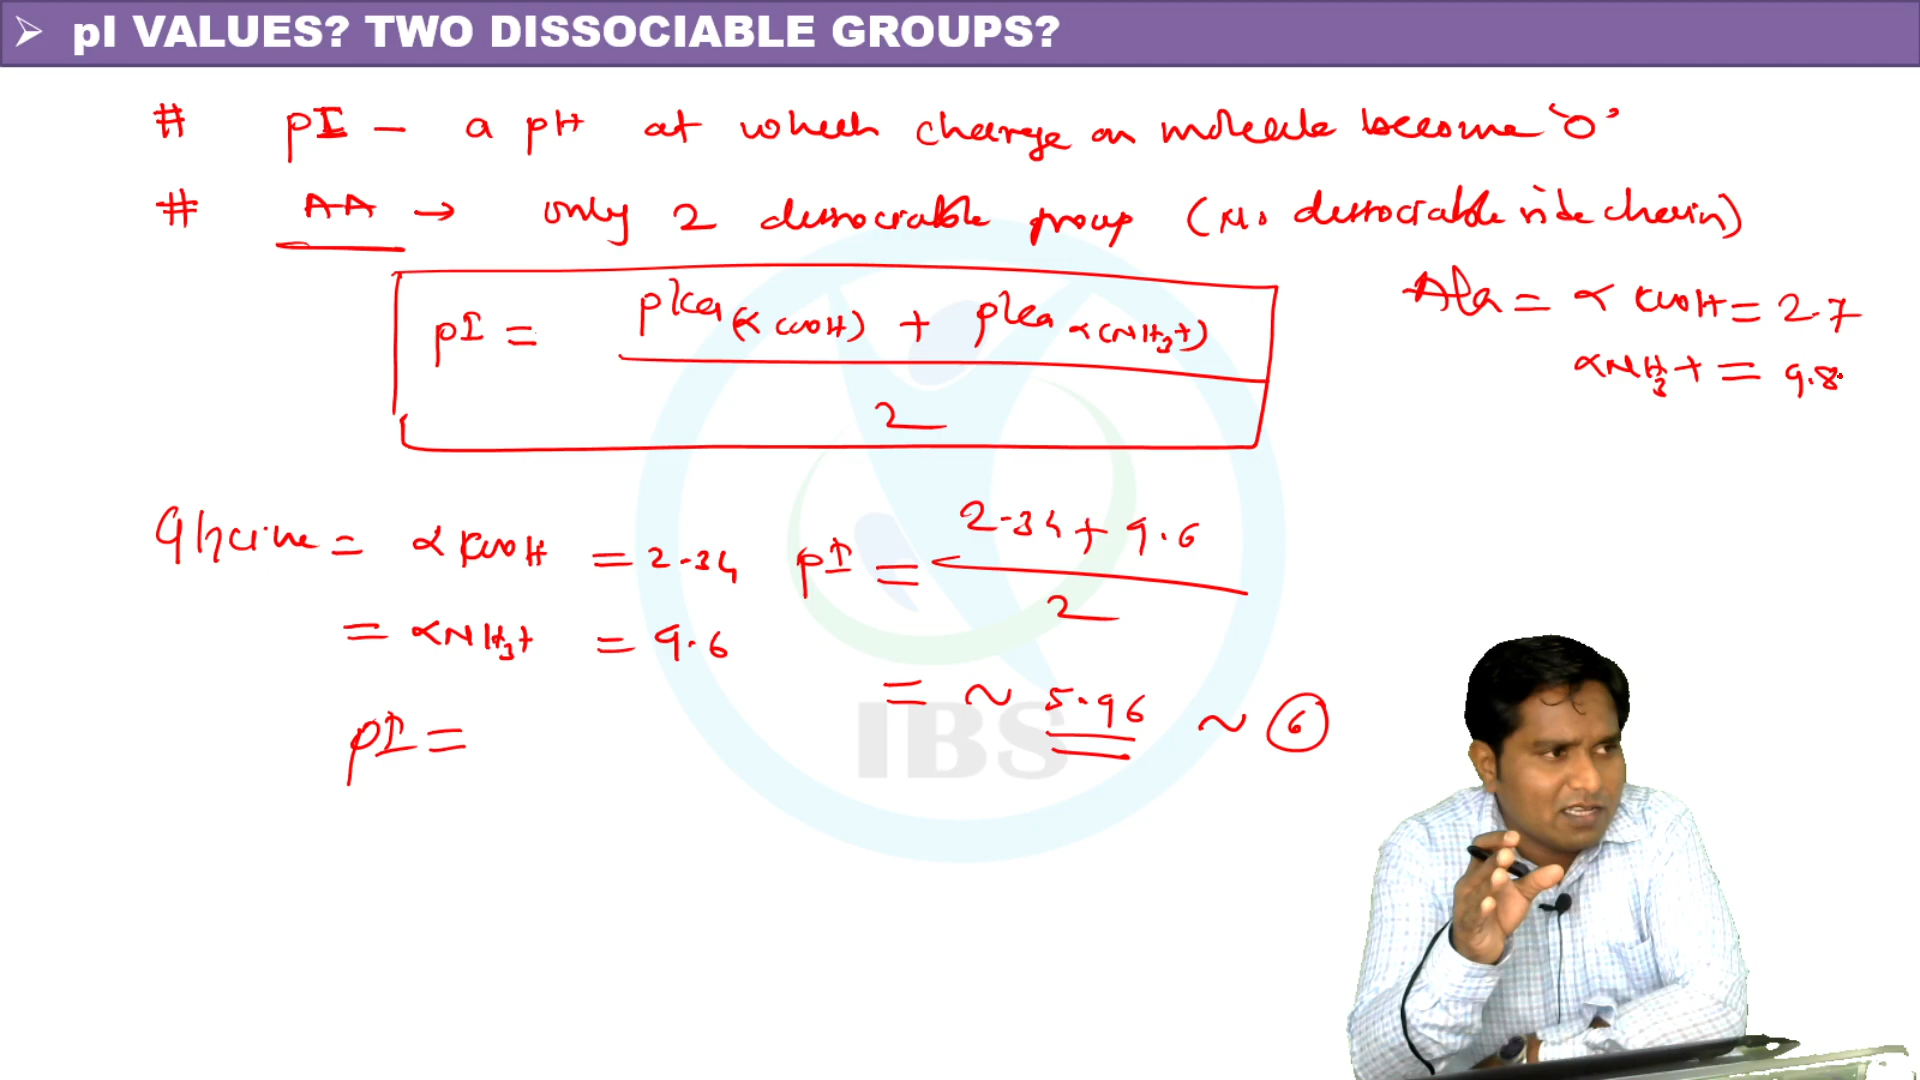 pI VALUES? TWO DISSOCIABLE GROUPS?
# pI – a pH at which charge on molecule become "0"
# AA → only 2 dissociable group (No dissociable side chain)
pI = pKa (α COOH) + pKa α(NH3+)
2
Ala = α COOH = 2.7
αNH3+ = 9.8
Glycine = α COOH = 2.34
pI = 2.34 + 9.6
2
= αNH3+ = 9.6
= ~ 5.96 ~ 6
pI =
IBS